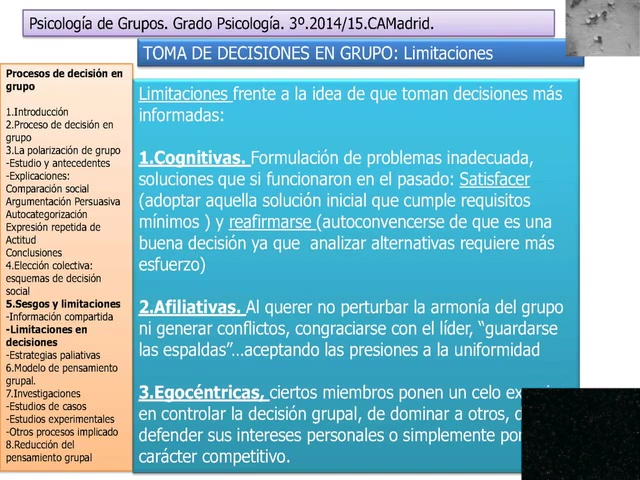 Psicología de Grupos. Grado Psicología. 3º.2014/15.CAMadrid.
TOMA DE DECISIONES EN GRUPO: Limitaciones
Procesos de decisión en
grupo
1.Introducción
2.Proceso de decisión en
grupo
3.La polarización de grupo
-Estudio y antecedentes
-Explicaciones:
Comparación social
Argumentación Persuasiva
Autocategorización
Expresión repetida de
Actitud
Conclusiones
4.Elección colectiva:
esquemas de decisión
social
5.Sesgos y limitaciones
-Información compartida
-Limitaciones en
decisiones
-Estrategias paliativas
6.Modelo de pensamiento
grupal.
7.Investigaciones
-Estudios de casos
-Estudios experimentales
-Otros procesos implicado
8.Reducción del
pensamiento grupal
Limitaciones frente a la idea de que toman decisiones más
informadas:
1.Cognitivas. Formulación de problemas inadecuada,
soluciones que si funcionaron en el pasado: Satisfacer
(adoptar aquella solución inicial que cumple requisitos
mínimos ) y reafirmarse (autoconvencerse de que es una
buena decisión ya que analizar alternativas requiere más
esfuerzo)
2.Afiliativas. Al querer no perturbar la armonía del grupo
ni generar conflictos, congraciarse con el líder, “guardarse
las espaldas”…aceptando las presiones a la uniformidad
3.Egocéntricas, ciertos miembros ponen un celo
en controlar la decisión grupal, de dominar a otros,
defender sus intereses personales o simplemente
carácter competitivo.